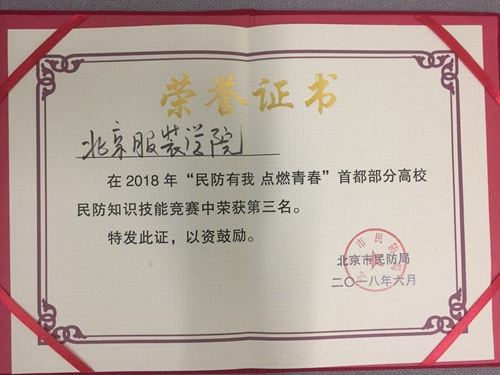 荣誉证书
北京服装学院
在2018年“民防有我 点燃青春”首都部分高校
民防知识技能竞赛中荣获第三名。
特发此证，以资鼓励。
北京市民防局
二〇一八年六月